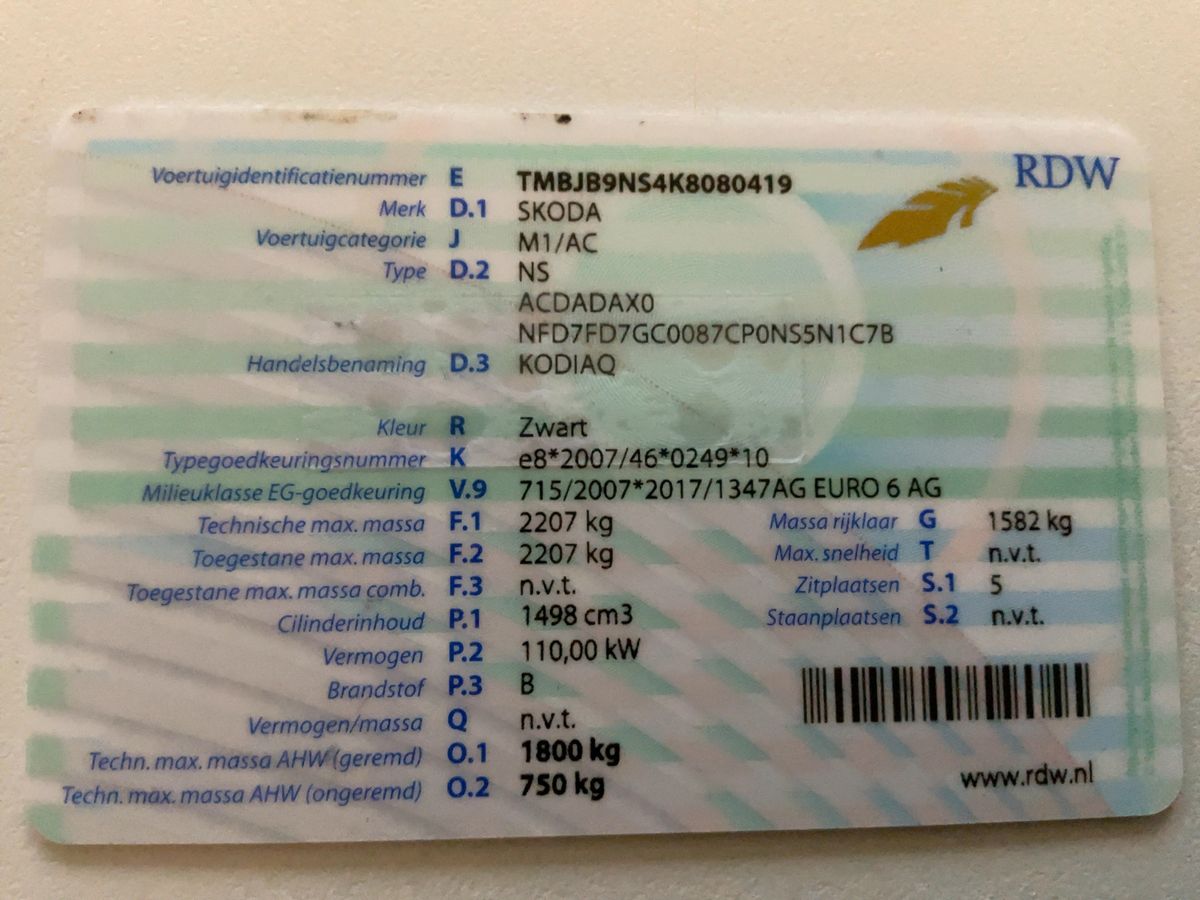 RDW
Voertuigidentificatienummer E TMBJB9NS4K8080419
Merk D.1 SKODA
Voertuigcategorie J M1/AC
Type D.2 NS
ACDADAX0
NFD7FD7GC0087CP0NS5N1C7B
Handelsbenaming D.3 KODIAQ
Kleur R Zwart
Typegoedkeuringsnummer K e8*2007/46*0249*10
Milieuklasse EG-goedkeuring V.9 715/2007*2017/1347AG EURO 6 AG
Technische max. massa F.1 2207 kg Massa rijklaar G 1582 kg
Toegestane max. massa F.2 2207 kg Max. snelheid T n.v.t.
Toegestane max. massa comb. F.3 n.v.t. Zitplaatsen S.1 5
Cilinderinhoud P.1 1498 cm3 Staanplaatsen S.2 n.v.t.
Vermogen P.2 110,00 kW
Brandstof P.3 B
Vermogen/massa Q n.v.t.
Techn. max. massa AHW (geremd) O.1 1800 kg
Techn. max. massa AHW (ongeremd) O.2 750 kg
www.rdw.nl